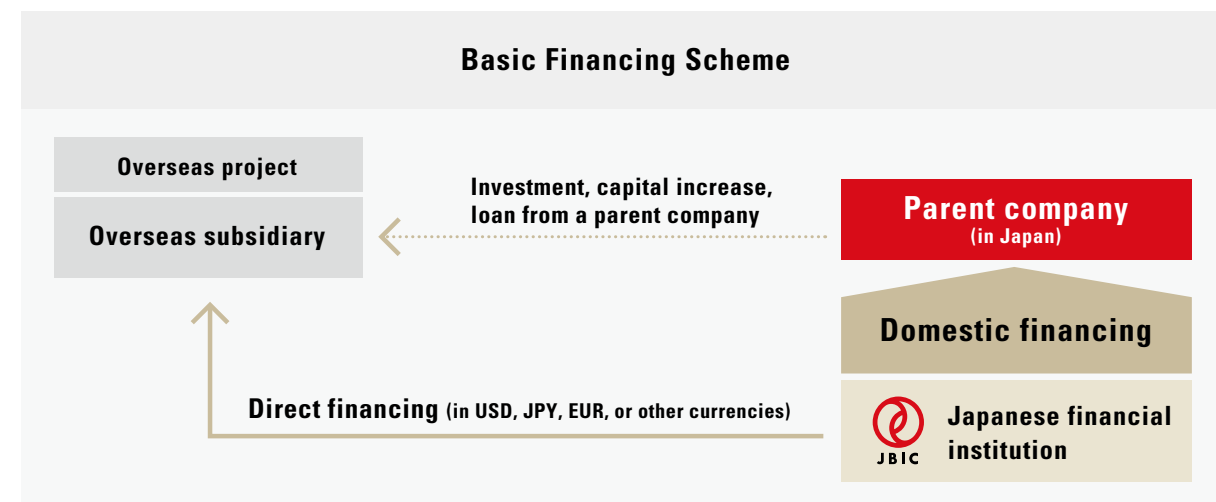 Basic Financing Scheme
Overseas project
Overseas subsidiary
Investment, capital increase,
loan from a parent company
Parent company
(in Japan)
Domestic financing
Direct financing (in USD, JPY, EUR, or other currencies)
JBIC
Japanese financial
institution